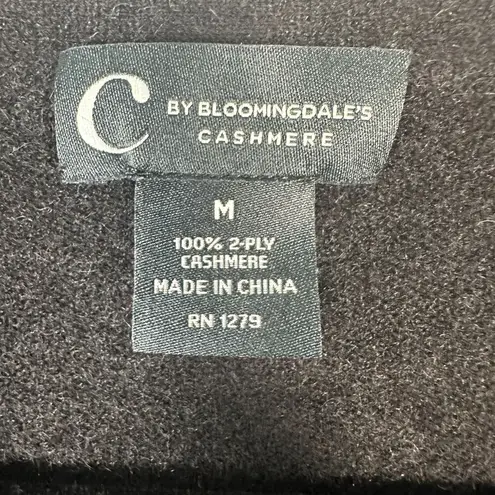 C BY BLOOMINGDALE'S
CASHMERE
M
100% 2-PLY
CASHMERE
MADE IN CHINA
RN 1279